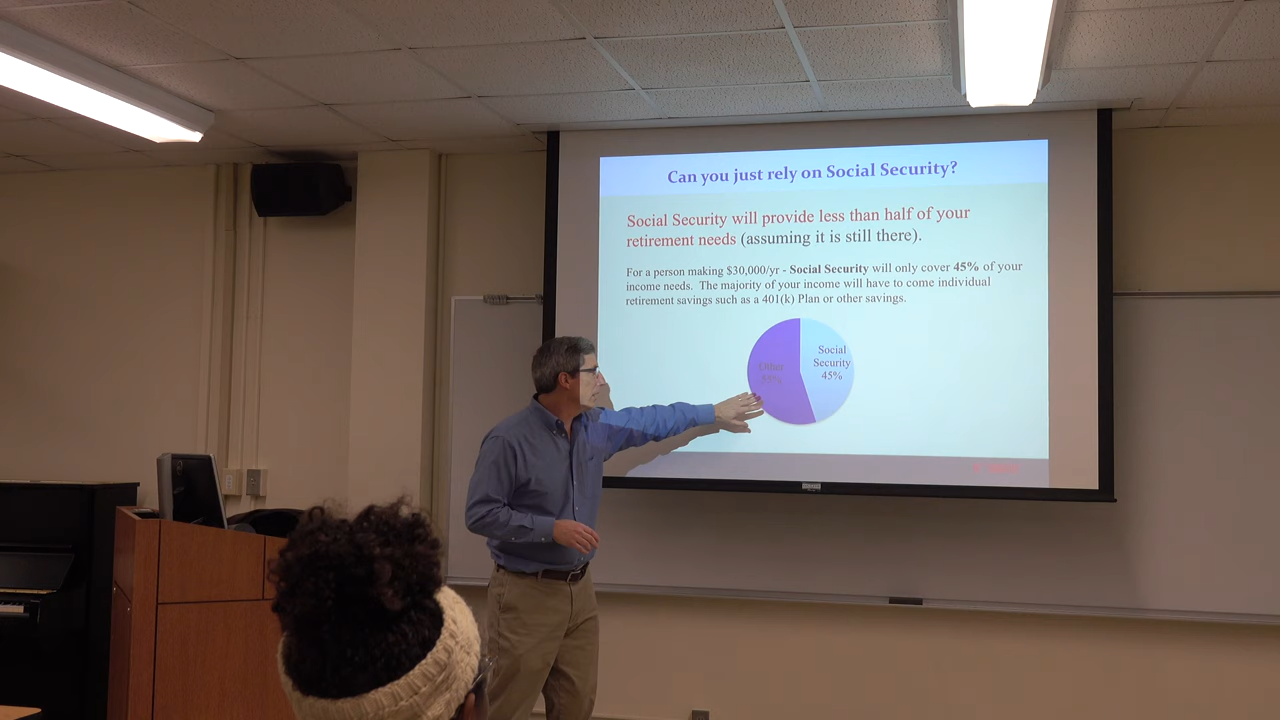 Can you just rely on Social Security?
Social Security will provide less than half of your
retirement needs (assuming it is still there).
For a person making $30,000/yr - Social Security will only cover 45% of your
income needs. The majority of your income will have to come individual
retirement savings such as a 401(k) Plan or other savings.
Social
Security
45%
Other
55%